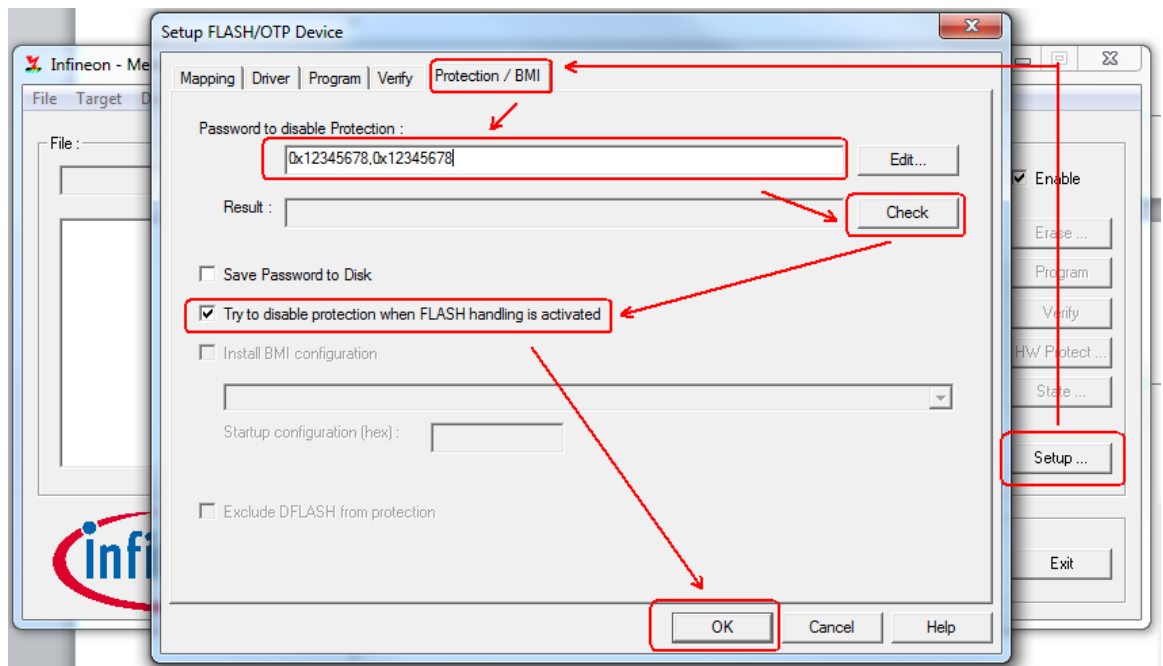 Setup FLASH/OTP Device
Infineon - Me
File Target D
Mapping Driver Program Verify Protection / BMI
File :
Password to disable Protection :
0x12345678,0x12345678
Edit...
Enable
Result :
Check
Erase ...
Save Password to Disk
Program
Try to disable protection when FLASH handling is activated
Verify
Install BMI configuration
HW Protect ...
State ...
Startup configuration (hex) :
Setup ...
Exclude DFLASH from protection
infi
Exit
OK Cancel Help